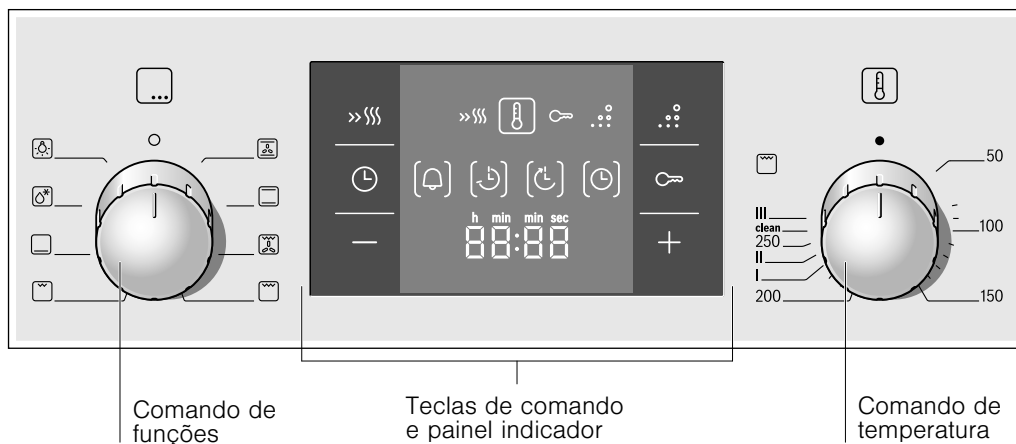 h min min sec
88:88
50
100
150
200
I
II
250
clean
III
Comando de
funções
Teclas de comando
e painel indicador
Comando de
temperatura